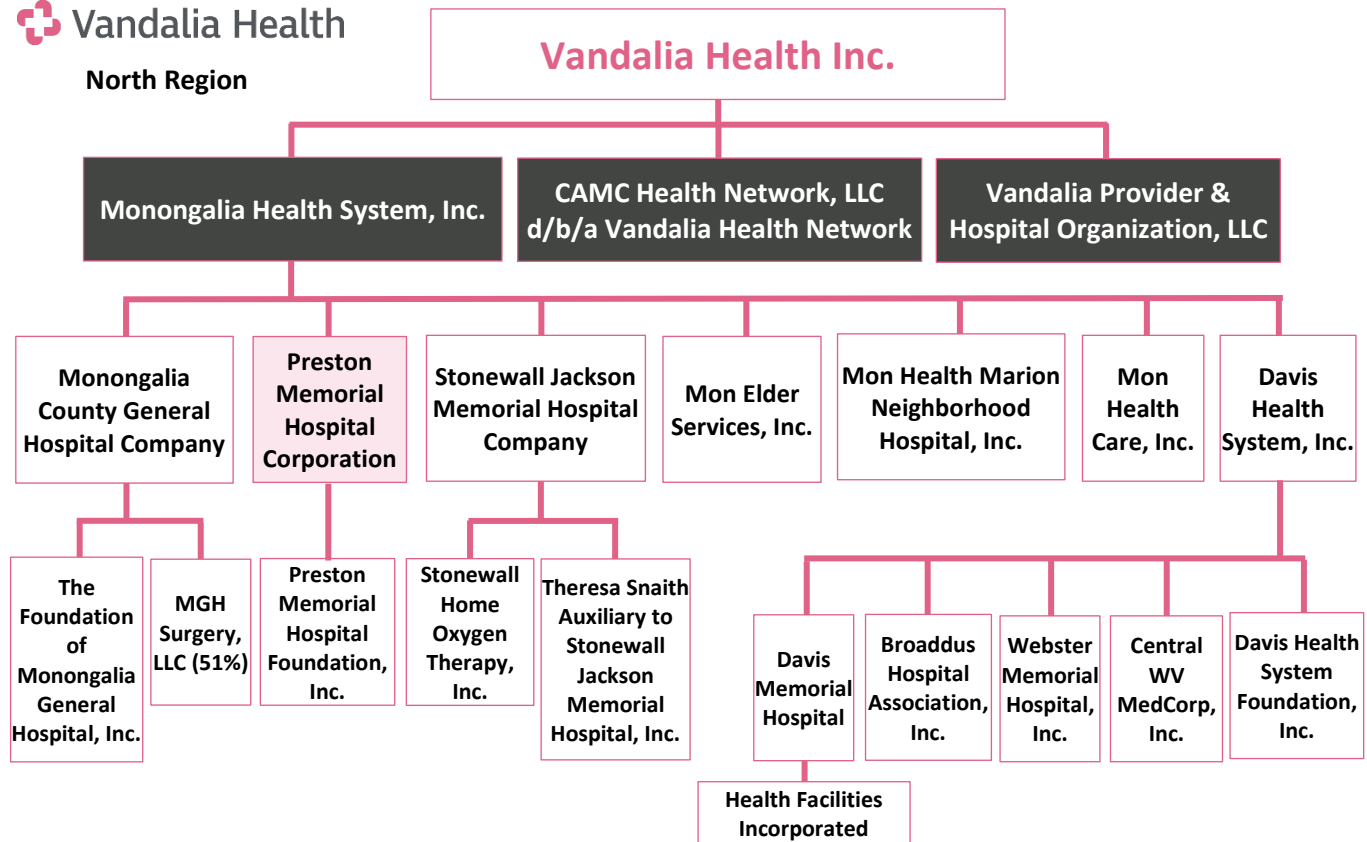 Vandalia Health
North Region
Vandalia Health Inc.
Monongalia Health System, Inc.
CAMC Health Network, LLC
d/b/a Vandalia Health Network
Vandalia Provider &
Hospital Organization, LLC
Monongalia
County General
Hospital Company
Preston
Memorial
Hospital
Corporation
Stonewall Jackson
Memorial Hospital
Company
Mon Elder
Services, Inc.
Mon Health Marion
Neighborhood
Hospital, Inc.
Mon
Health
Care, Inc.
Davis
Health
System, Inc.
The
Foundation
of
Monongalia
General
Hospital, Inc.
MGH
Surgery,
LLC (51%)
Preston
Memorial
Hospital
Foundation,
Inc.
Stonewall
Home
Oxygen
Therapy,
Inc.
Theresa Snaith
Auxiliary to
Stonewall
Jackson
Memorial
Hospital, Inc.
Davis
Memorial
Hospital
Broaddus
Hospital
Association,
Inc.
Webster
Memorial
Hospital,
Inc.
Central
WV
MedCorp,
Inc.
Davis Health
System
Foundation,
Inc.
Health Facilities
Incorporated